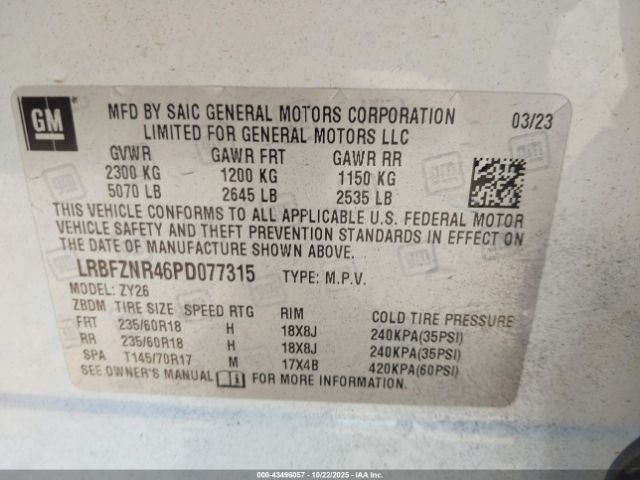 GM
MFD BY SAIC GENERAL MOTORS CORPORATION
LIMITED FOR GENERAL MOTORS LLC
03/23
GVWR GAWR FRT GAWR RR
2300 KG 1200 KG 1150 KG
5070 LB 2645 LB 2535 LB
THIS VEHICLE CONFORMS TO ALL APPLICABLE U.S. FEDERAL MOTOR
VEHICLE SAFETY AND THEFT PREVENTION STANDARDS IN EFFECT ON
THE DATE OF MANUFACTURE SHOWN ABOVE.
LRBFZNR46PD077315 TYPE: M.P.V.
MODEL: ZY26
ZBDM TIRE SIZE SPEED RTG RIM COLD TIRE PRESSURE
FRT 235/60R18 H 18X8J 240KPA(35PSI)
RR 235/60R18 H 18X8J 240KPA(35PSI)
SPA T145/70R17 M 17X4B 420KPA(60PSI)
SEE OWNER'S MANUAL FOR MORE INFORMATION.
000-43496057 - 10/22/2025 - IAAI.COM